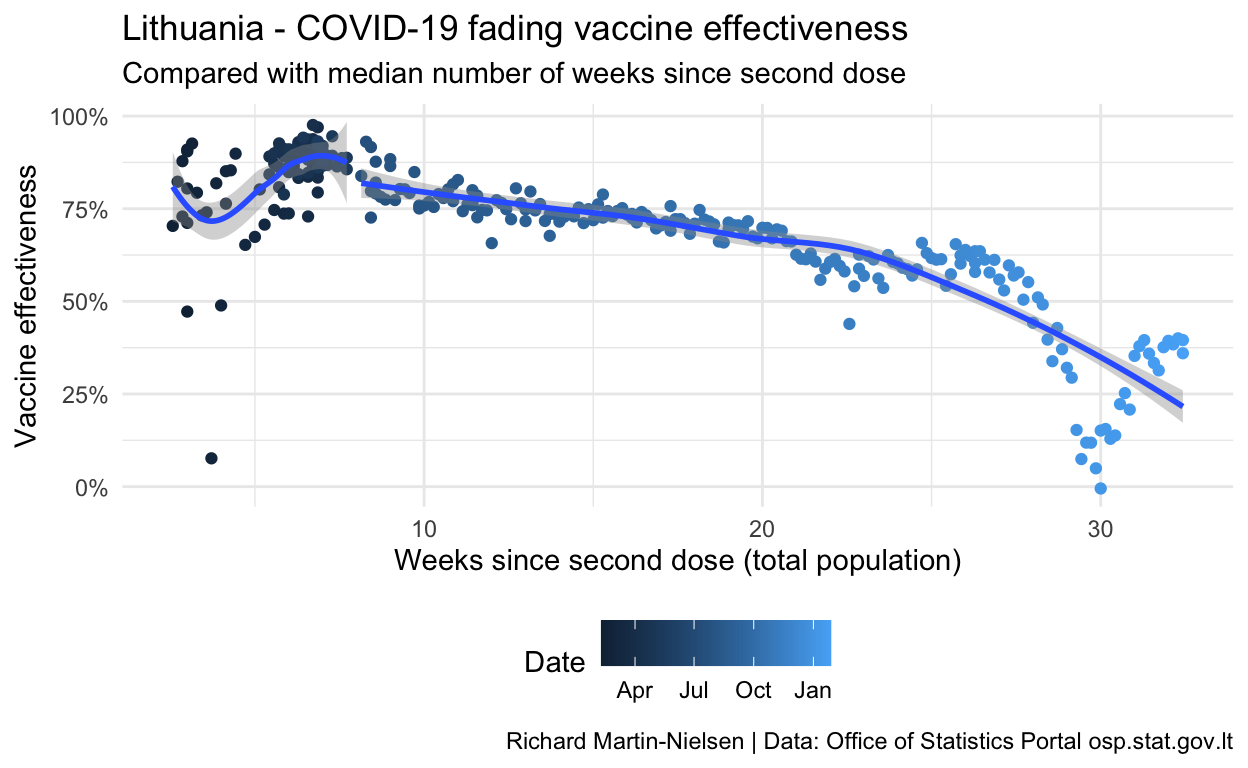 Lithuania - COVID-19 fading vaccine effectiveness
Compared with median number of weeks since second dose
Vaccine effectiveness
100%
75%
50%
25%
0%
10 20 30
Weeks since second dose (total population)
Date
Apr Jul Oct Jan
Richard Martin-Nielsen | Data: Office of Statistics Portal osp.stat.gov.lt